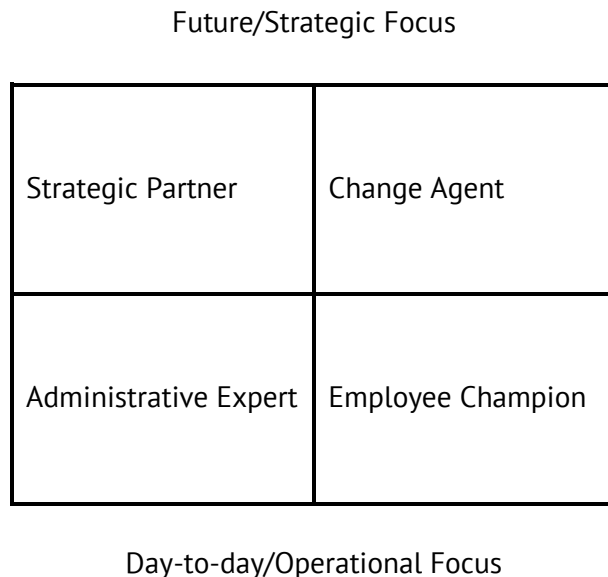 Future/Strategic Focus
Strategic Partner
Change Agent
Administrative Expert
Employee Champion
Day-to-day/Operational Focus